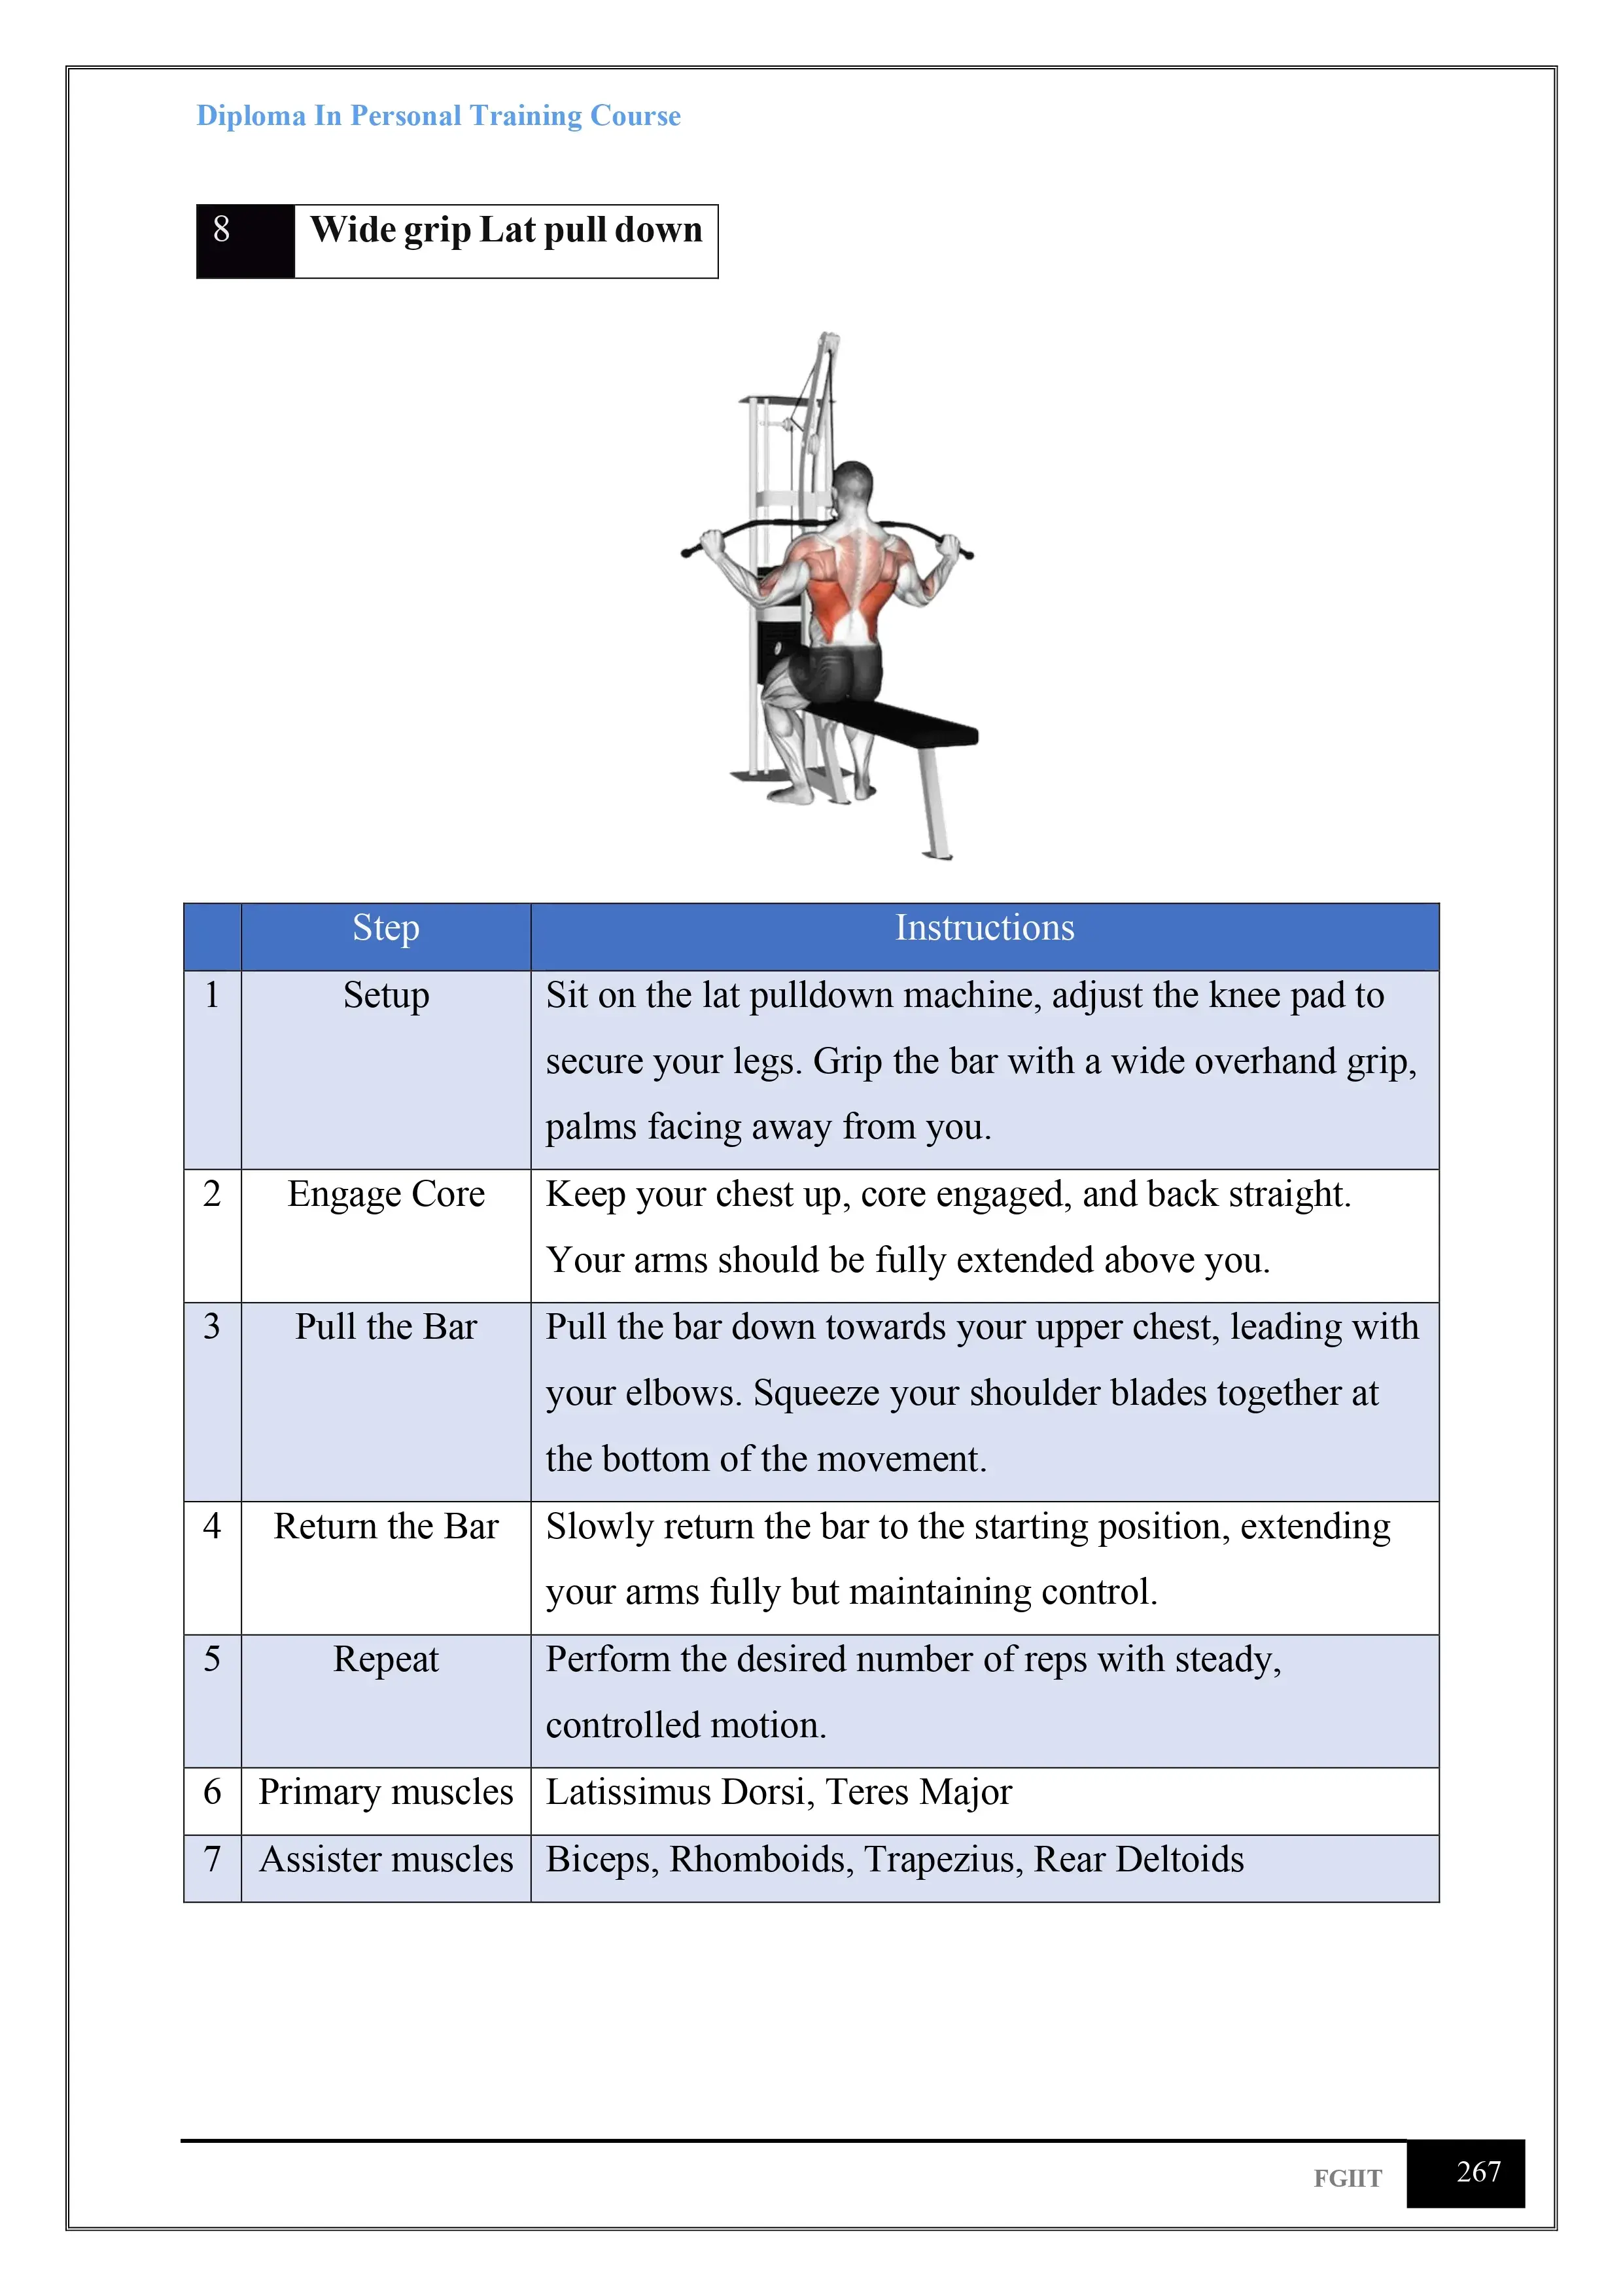 Diploma In Personal Training Course
8 Wide grip Lat pull down
Step Instructions
1 Setup Sit on the lat pulldown machine, adjust the knee pad to
secure your legs. Grip the bar with a wide overhand grip,
palms facing away from you.
2 Engage Core Keep your chest up, core engaged, and back straight.
Your arms should be fully extended above you.
3 Pull the Bar Pull the bar down towards your upper chest, leading with
your elbows. Squeeze your shoulder blades together at
the bottom of the movement.
4 Return the Bar Slowly return the bar to the starting position, extending
your arms fully but maintaining control.
5 Repeat Perform the desired number of reps with steady,
controlled motion.
6 Primary muscles Latissimus Dorsi, Teres Major
7 Assister muscles Biceps, Rhomboids, Trapezius, Rear Deltoids
FGIIT 267